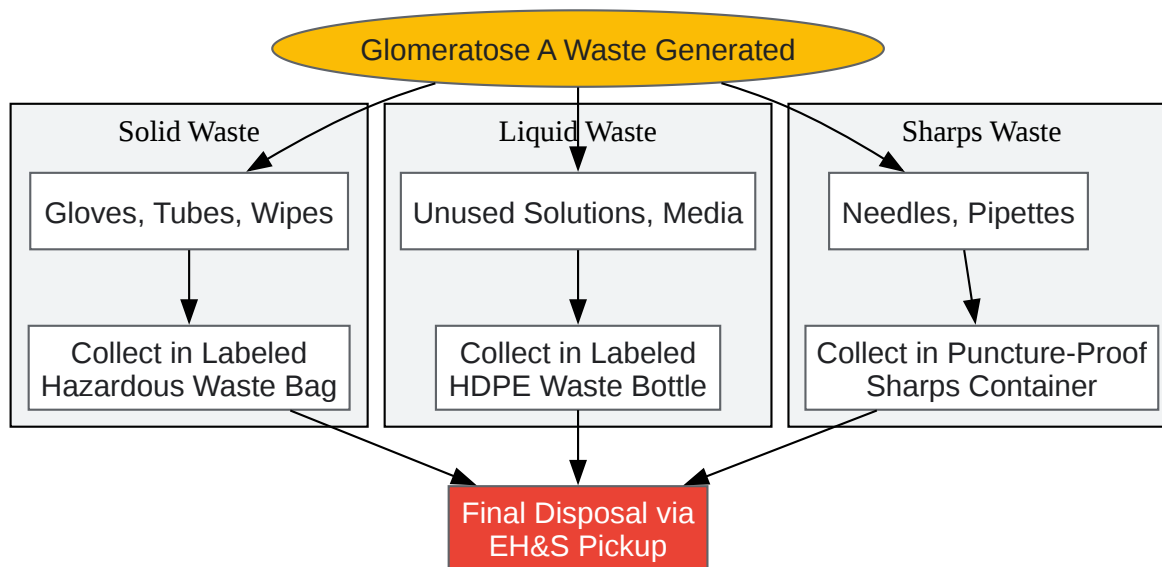 Glomeratose A Waste Generated
Solid Waste
Liquid Waste
Sharps Waste
Gloves, Tubes, Wipes
Unused Solutions, Media
Needles, Pipettes
Collect in Labeled
Hazardous Waste Bag
Collect in Labeled
HDPE Waste Bottle
Collect in Puncture-Proof
Sharps Container
Final Disposal via
EH&S Pickup